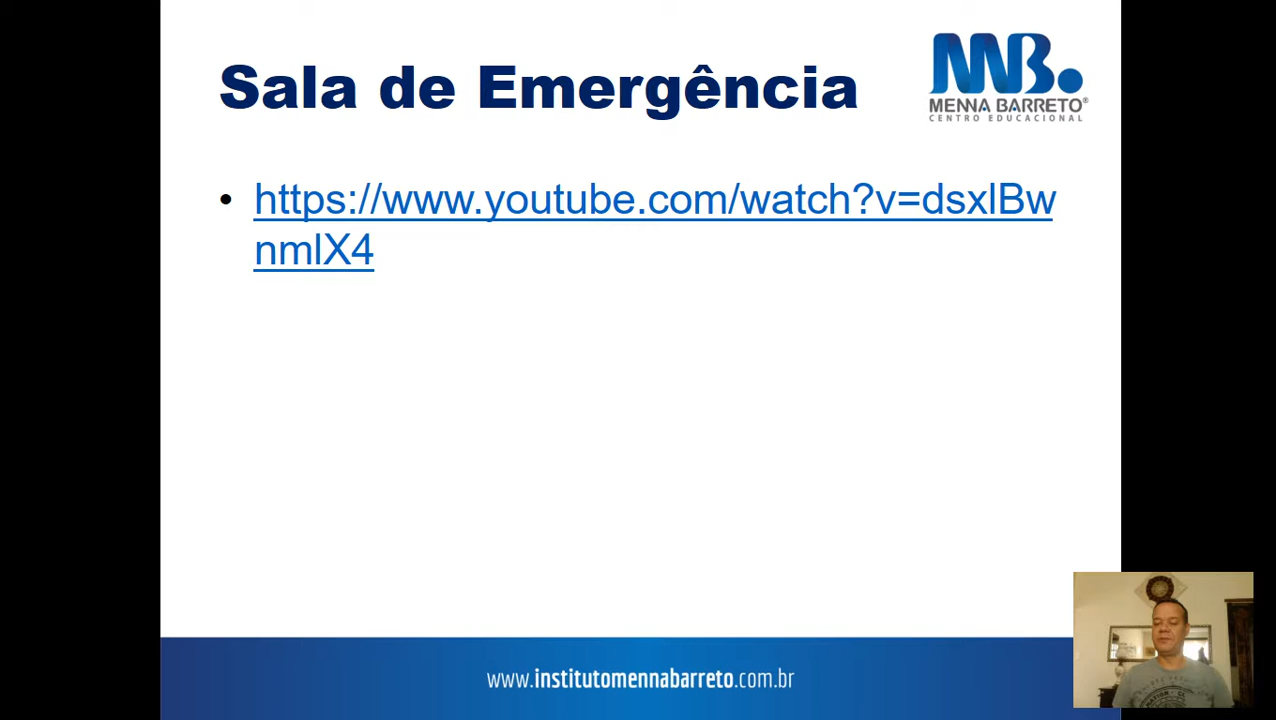 Sala de Emergência
MENNA BARRETO®
CENTRO EDUCACIONAL
• https://www.youtube.com/watch?v=dsxlBw
nmlX4
www.institutomennabarreto.com.br